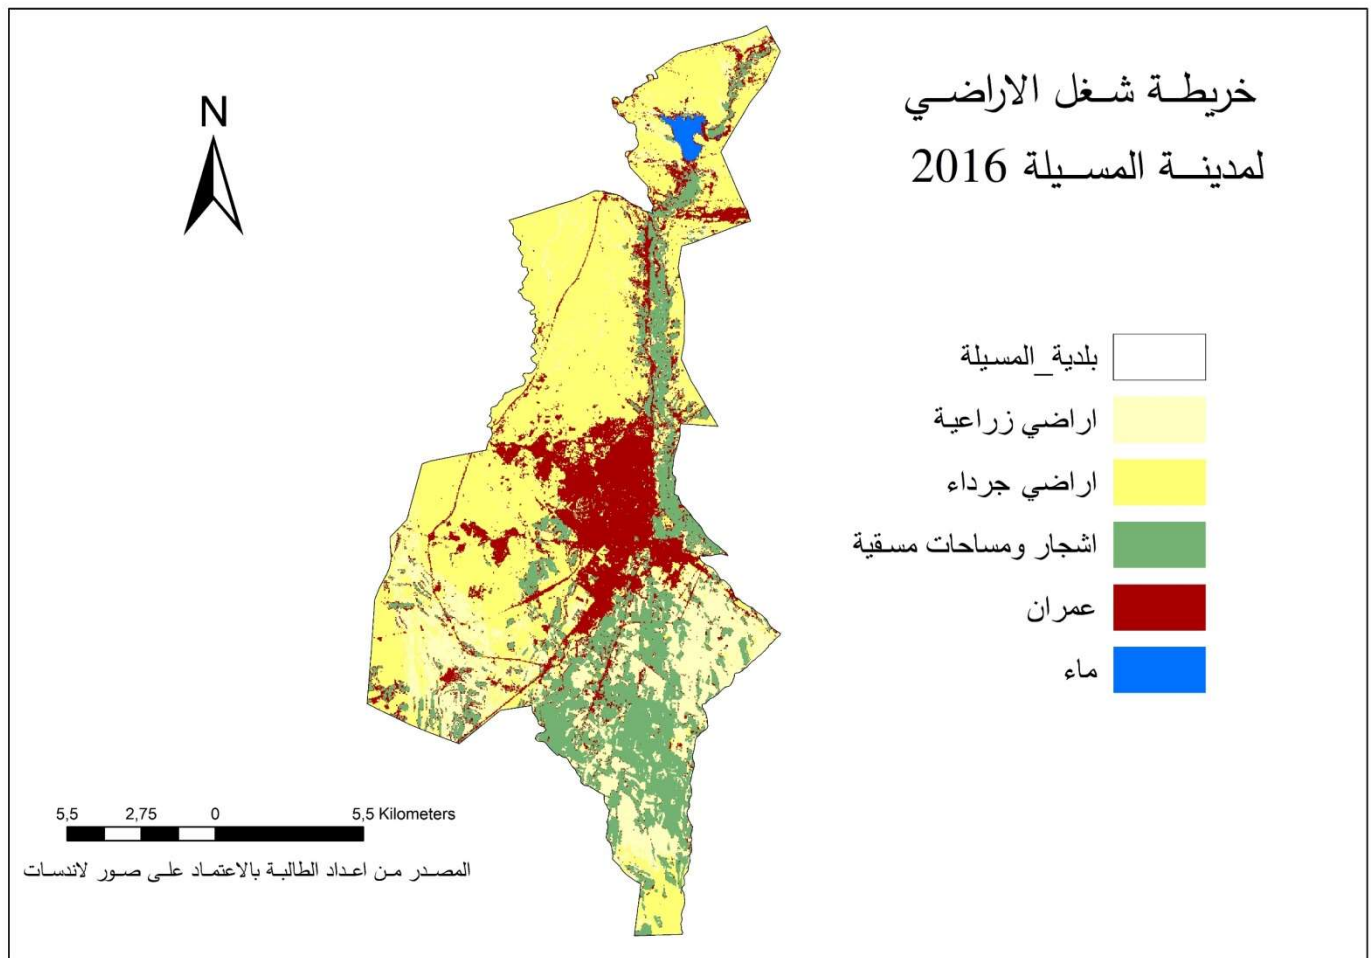 خريطة شغل الاراضي
لمدينة المسيلة 2016
N
بلدية_المسيلة
اراضي زراعية
اراضي جرداء
اشجار ومساحات مسقية
عمران
ماء
5,5 2,75 0 5,5 Kilometers
المصدر من اعداد الطالبة بالاعتماد على صور لاندسات